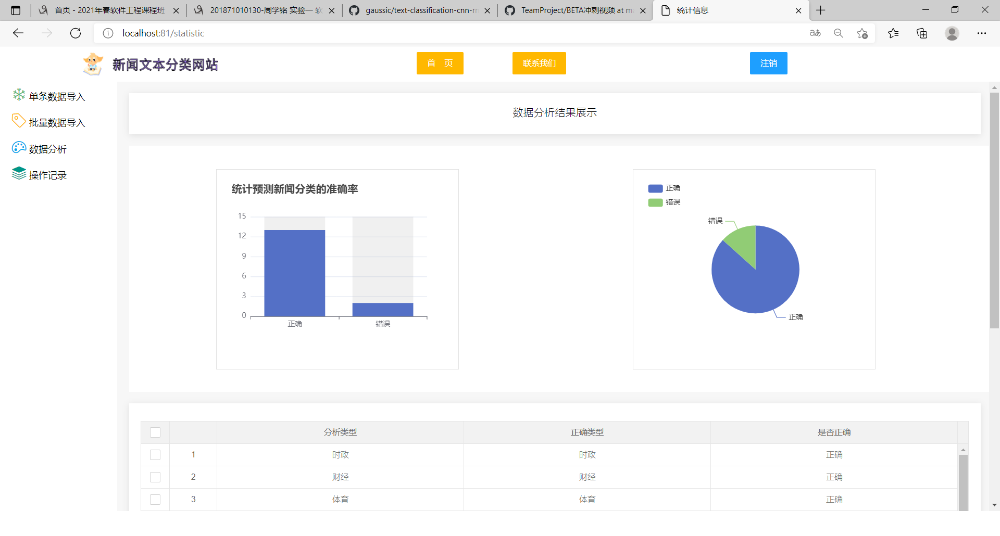 首页 - 2021年春软件工程课程班
201871010130-周学铭 实验一 软
gaussic/text-classification-cnn-rn
TeamProject/BETA冲刺视频 at ma
统计信息
localhost:81/statistic
新闻文本分类网站
首 页
联系我们
注销
单条数据导入
批量数据导入
数据分析
操作记录
数据分析结果展示
统计预测新闻分类的准确率
15
12
9
6
3
0
正确
错误
正确
错误
错误
正确
分析类型 正确类型 是否正确
1 时政 时政 正确
2 财经 财经 正确
3 体育 体育 正确